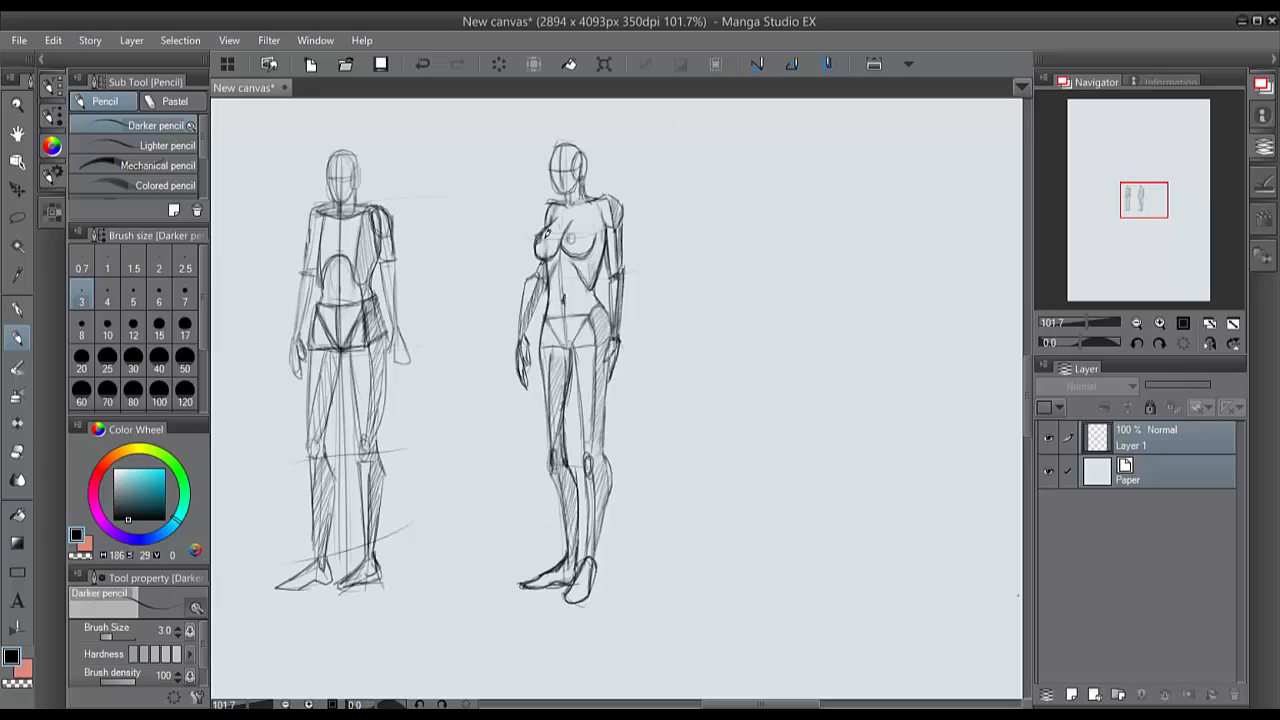 New canvas* (2894 x 4093px 350dpi 101.7%) - Manga Studio EX
File Edit Story Layer Selection View Filter Window Help
Sub Tool [Pencil]
Pencil Pastel
Darker pencil
Lighter pencil
Mechanical pencil
Colored pencil
Brush size [Darker pe
0.7 1 1.5 2 2.5
3 4 5 6 7
8 10 12 15 17
20 25 30 40 50
60 70 80 100 120
Color Wheel
H 186 S 29 V 0
Tool property [Darker
Darker pencil
Brush Size 3.0
Hardness
Brush density 100
A
New canvas*
101.7 0.0
Navigator Information
101.7
0.0
Layer
Normal
100 % Normal
Layer 1
Paper